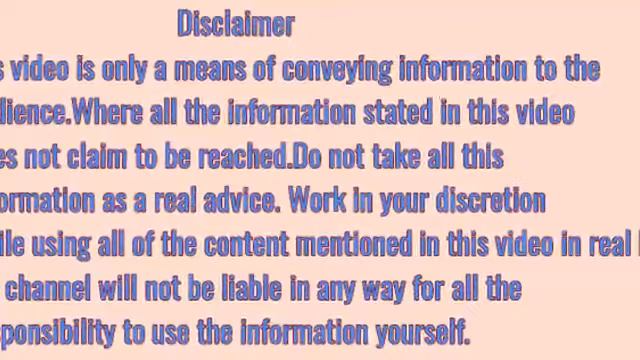 Disclaimer
s video is only a means of conveying information to the
dience.Where all the information stated in this video
es not claim to be reached.Do not take all this
ormation as a real advice. Work in your discretion
ile using all of the content mentioned in this video in real
channel will not be liable in any way for all the
ponsibility to use the information yourself.